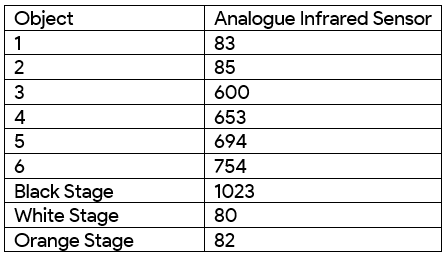 Object Analogue Infrared Sensor
1 83
2 85
3 600
4 653
5 694
6 754
Black Stage 1023
White Stage 80
Orange Stage 82